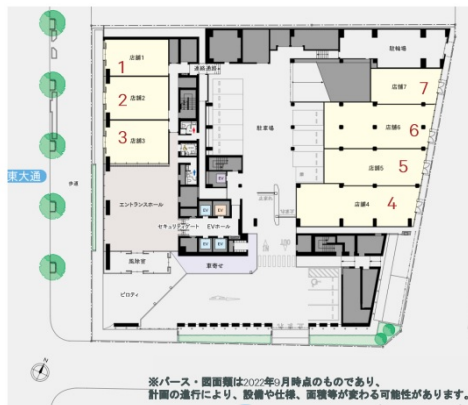 店舗1
1
店舗2
2
店舗3
3
駐輪場
店舗7
7
店舗6
6
店舗5
5
店舗4
4
駐車場
東大通
歩道
エントランスホール
セキュリティゲート
EVホール
EV
EV
EV
EV
EV
風除室
車寄せ
ピロティ
※パース・図面類は2022年9月時点のものであり、
計画の進行により、設備や仕様、面積等が変わる可能性があります。